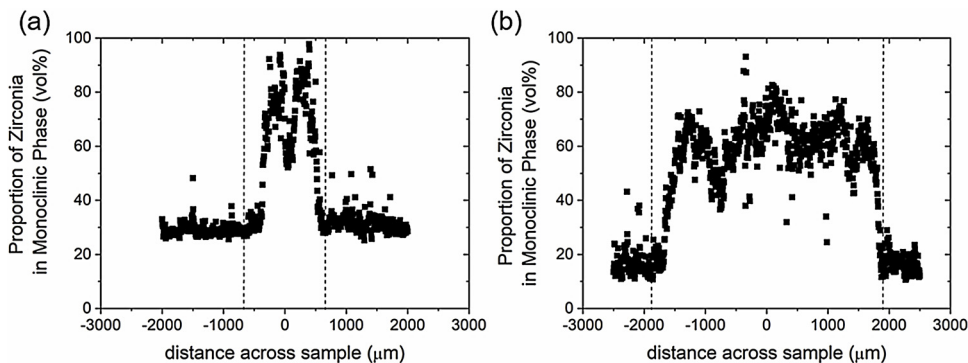 (a)
Proportion of Zirconia
in Monoclinic Phase (vol%)
100
80
60
40
20
0
-3000 -2000 -1000 0 1000 2000 3000
distance across sample (μm)
(b)
Proportion of Zirconia
in Monoclinic Phase (vol%)
100
80
60
40
20
0
-3000 -2000 -1000 0 1000 2000 3000
distance across sample (μm)